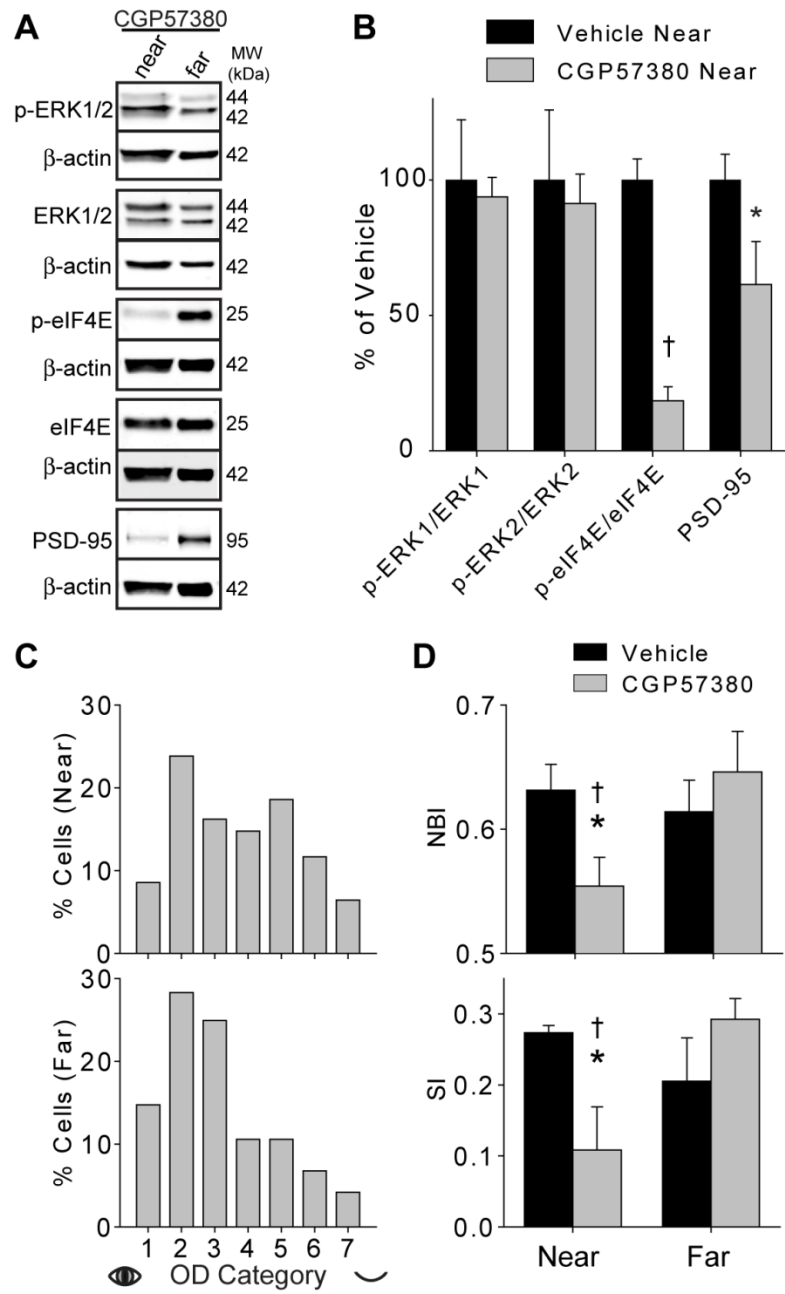 A
CGP57380
near far MW (kDa)
p-ERK1/2 44
42
β-actin 42
ERK1/2 44
42
β-actin 42
p-eIF4E 25
β-actin 42
eIF4E 25
β-actin 42
PSD-95 95
β-actin 42
B
Vehicle Near
CGP57380 Near
% of Vehicle
100
50
0
†
*
p-ERK1/ERK1
p-ERK2/ERK2
p-eIF4E/eIF4E
PSD-95
C
% Cells (Near)
30
20
10
0
% Cells (Far)
30
20
10
0
1 2 3 4 5 6 7
OD Category
D
Vehicle
CGP57380
NBI
0.7
0.6
0.5
†
*
SI
0.3
0.2
0.1
0.0
†
*
Near Far